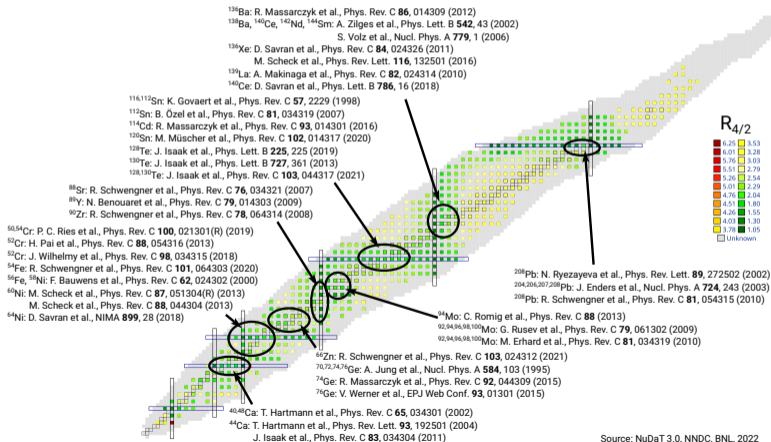 ¹³⁶Ba: R. Massarczyk et al., Phys. Rev. C 86, 014309 (2012)
¹³⁸Ba, ¹⁴⁰Ce, ¹⁴²Nd, ¹⁴⁴Sm: A. Zilges et al., Phys. Lett. B 542, 43 (2002)
S. Volz et al., Nucl. Phys. A 779, 1 (2006)
¹³⁶Xe: D. Savran et al., Phys. Rev. C 84, 024326 (2011)
M. Scheck et al., Phys. Rev. Lett. 116, 132501 (2016)
¹³⁹La: A. Makinaga et al., Phys. Rev. C 82, 024314 (2010)
¹⁴⁰Ce: D. Savran et al., Phys. Lett. B 786, 16 (2018)
¹¹⁶,¹¹²Sn: K. Govaert et al., Phys. Rev. C 57, 2229 (1998)
¹¹²Sn: B. Özel et al., Phys. Rev. C 81, 034319 (2007)
¹¹⁴Cd: R. Massarczyk et al., Phys. Rev. C 93, 014301 (2016)
¹²⁰Sn: M. Müscher et al., Phys. Rev. C 102, 014317 (2020)
¹²⁸Te: J. Isaak et al., Phys. Lett. B 225, 225 (2019)
¹³⁰Te: J. Isaak et al., Phys. Lett. B 727, 361 (2013)
¹²⁸,¹³⁰Te: J. Isaak et al., Phys. Rev. C 103, 044317 (2021)
⁸⁸Sr: R. Schwengner et al., Phys. Rev. C 76, 034321 (2007)
⁸⁹Y: N. Benouaret et al., Phys. Rev. C 79, 014303 (2009)
⁹⁰Zr: R. Schwengner et al., Phys. Rev. C 78, 064314 (2008)
⁵⁰,⁵⁴Cr: P. C. Ries et al., Phys. Rev. C 100, 021301(R) (2019)
⁵²Cr: H. Pai et al., Phys. Rev. C 88, 054316 (2013)
⁵²Cr: J. Wilhelmy et al., Phys. Rev. C 98, 034315 (2018)
⁵⁴Fe: R. Schwengner et al., Phys. Rev. C 101, 064303 (2020)
⁵⁶Fe, ⁵⁸Ni: F. Bauwens et al., Phys. Rev. C 62, 024302 (2000)
⁶⁰Ni: M. Scheck et al., Phys. Rev. C 87, 051304(R) (2013)
M. Scheck et al., Phys. Rev. C 88, 044304 (2013)
⁶⁴Ni: D. Savran et al., NIMA 899, 28 (2018)
R4/2
6.25 3.53
6.01 3.28
5.76 3.03
5.51 2.79
5.26 2.54
5.01 2.29
4.76 2.04
4.51 1.80
4.26 1.55
4.03 1.30
3.78 1.05
Unknown
²⁰⁸Pb: N. Ryezayeva et al., Phys. Rev. Lett. 89, 272502 (2002)
²⁰⁴,²⁰⁶,²⁰⁷,²⁰⁸Pb: J. Enders et al., Nucl. Phys. A 724, 243 (2003)
²⁰⁸Pb: R. Schwengner et al., Phys. Rev. C 81, 054315 (2010)
⁹⁴Mo: C. Romig et al., Phys. Rev. C 88 (2013)
⁹²,⁹⁴,⁹⁶,⁹⁸,¹⁰⁰Mo: G. Rusev et al., Phys. Rev. C 79, 061302 (2009)
⁹²,⁹⁴,⁹⁶,⁹⁸,¹⁰⁰Mo: M. Erhard et al., Phys. Rev. C 81, 034319 (2010)
⁶⁶Zn: R. Schwengner et al., Phys. Rev. C 103, 024312 (2021)
⁷⁰,⁷²,⁷⁴,⁷⁶Ge: A. Jung et al., Nucl. Phys. A 584, 103 (1995)
⁷⁴Ge: R. Massarczyk et al., Phys. Rev. C 92, 044309 (2015)
⁷⁶Ge: V. Werner et al., EPJ Web Conf. 93, 01301 (2015)
⁴⁰,⁴⁸Ca: T. Hartmann et al., Phys. Rev. C 65, 034301 (2002)
⁴⁴Ca: T. Hartmann et al., Phys. Rev. Lett. 93, 192501 (2004)
J. Isaak et al., Phys. Rev. C 83, 034304 (2011)
Source: NuDaT 3.0, NNDC, BNL, 2022